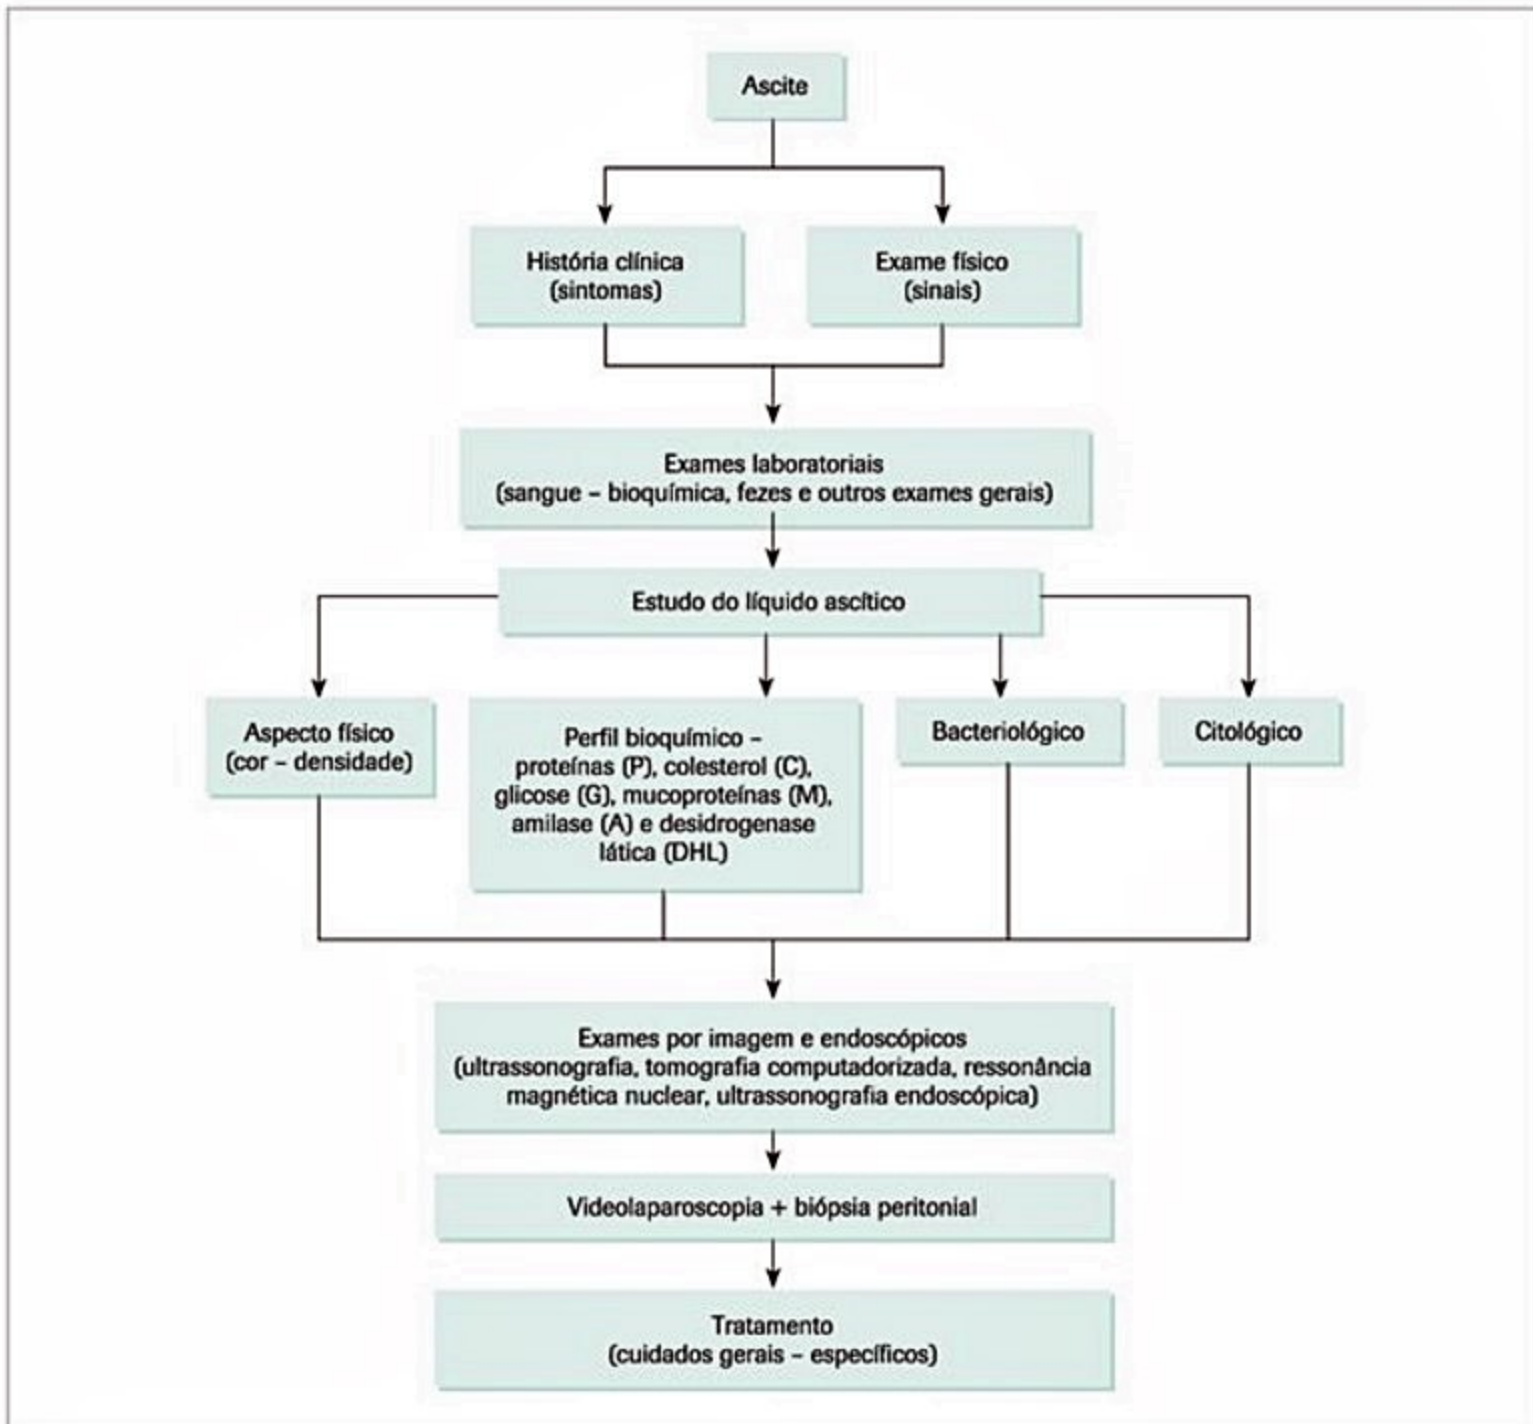 Ascite
História clínica
(sintomas)
Exame físico
(sinais)
Exames laboratoriais
(sangue – bioquímica, fezes e outros exames gerais)
Estudo do líquido ascítico
Aspecto físico
(cor – densidade)
Perfil bioquímico –
proteínas (P), colesterol (C),
glicose (G), mucoproteínas (M),
amilase (A) e desidrogenase
lática (DHL)
Bacteriológico
Citológico
Exames por imagem e endoscópicos
(ultrassonografia, tomografia computadorizada, ressonância
magnética nuclear, ultrassonografia endoscópica)
Videolaparoscopia + biópsia peritonial
Tratamento
(cuidados gerais – específicos)